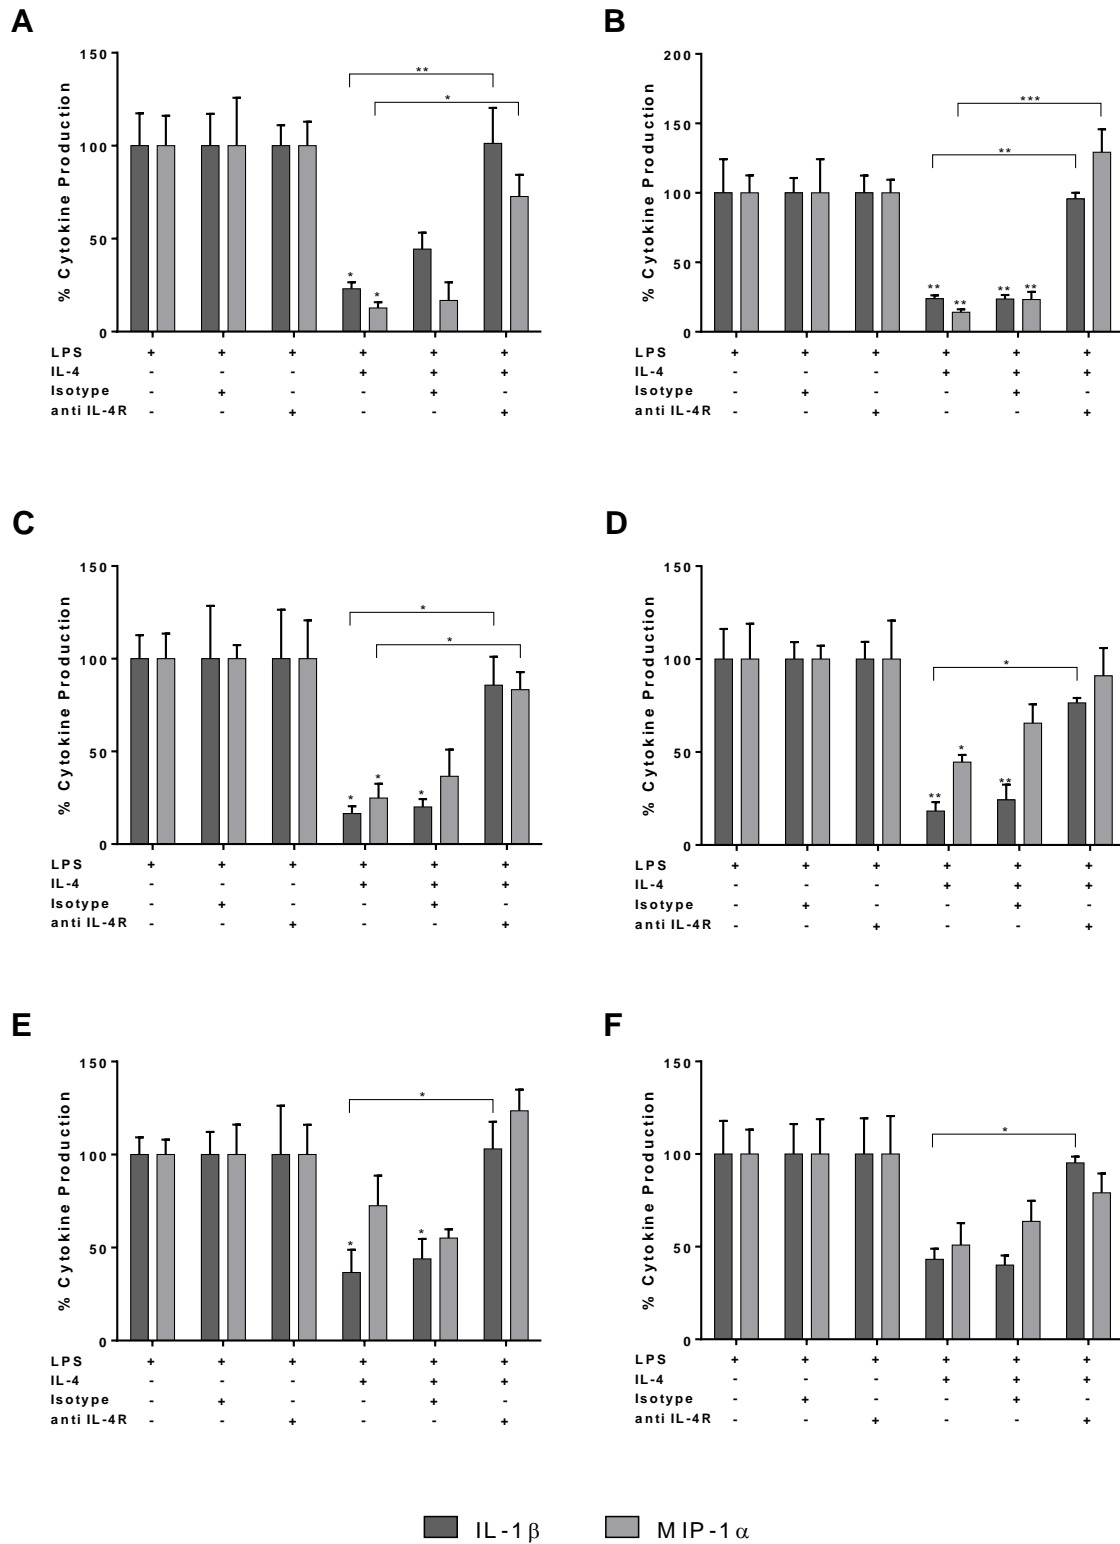 A
% Cytokine Production
150
100
50
0
**
*
*
*
LPS + + + + + +
IL-4 - - - + + +
Isotype - + - - + -
anti IL-4R - - + - - +
B
% Cytokine Production
200
150
100
50
0
***
**
** ** ** **
LPS + + + + + +
IL-4 - - - + + +
Isotype - + - - + -
anti IL-4R - - + - - +
C
% Cytokine Production
150
100
50
0
*
*
* * *
LPS + + + + + +
IL-4 - - - + + +
Isotype - + - - + -
anti IL-4R - - + - - +
D
% Cytokine Production
150
100
50
0
*
** * **
LPS + + + + + +
IL-4 - - - + + +
Isotype - + - - + -
anti IL-4R - - + - - +
E
% Cytokine Production
150
100
50
0
*
* *
LPS + + + + + +
IL-4 - - - + + +
Isotype - + - - + -
anti IL-4R - - + - - +
F
% Cytokine Production
150
100
50
0
*
LPS + + + + + +
IL-4 - - - + + +
Isotype - + - - + -
anti IL-4R - - + - - +
IL-1β MIP-1α